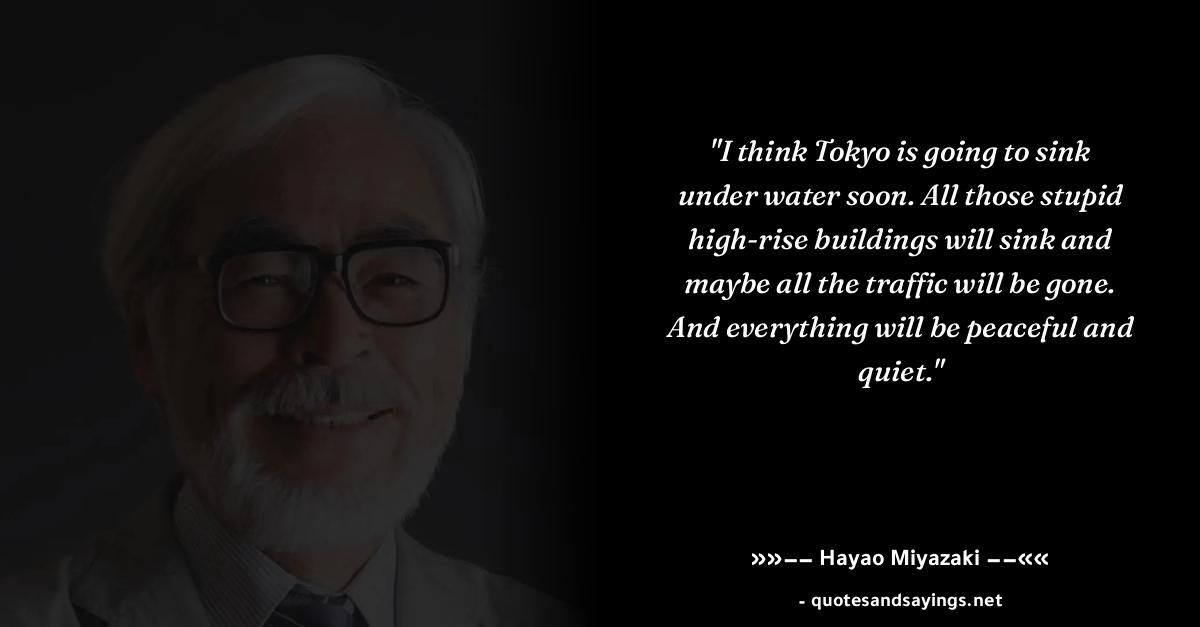 "I think Tokyo is going to sink
under water soon. All those stupid
high-rise buildings will sink and
maybe all the traffic will be gone.
And everything will be peaceful and
quiet."
»»–– Hayao Miyazaki ––««
- quotesandsayings.net